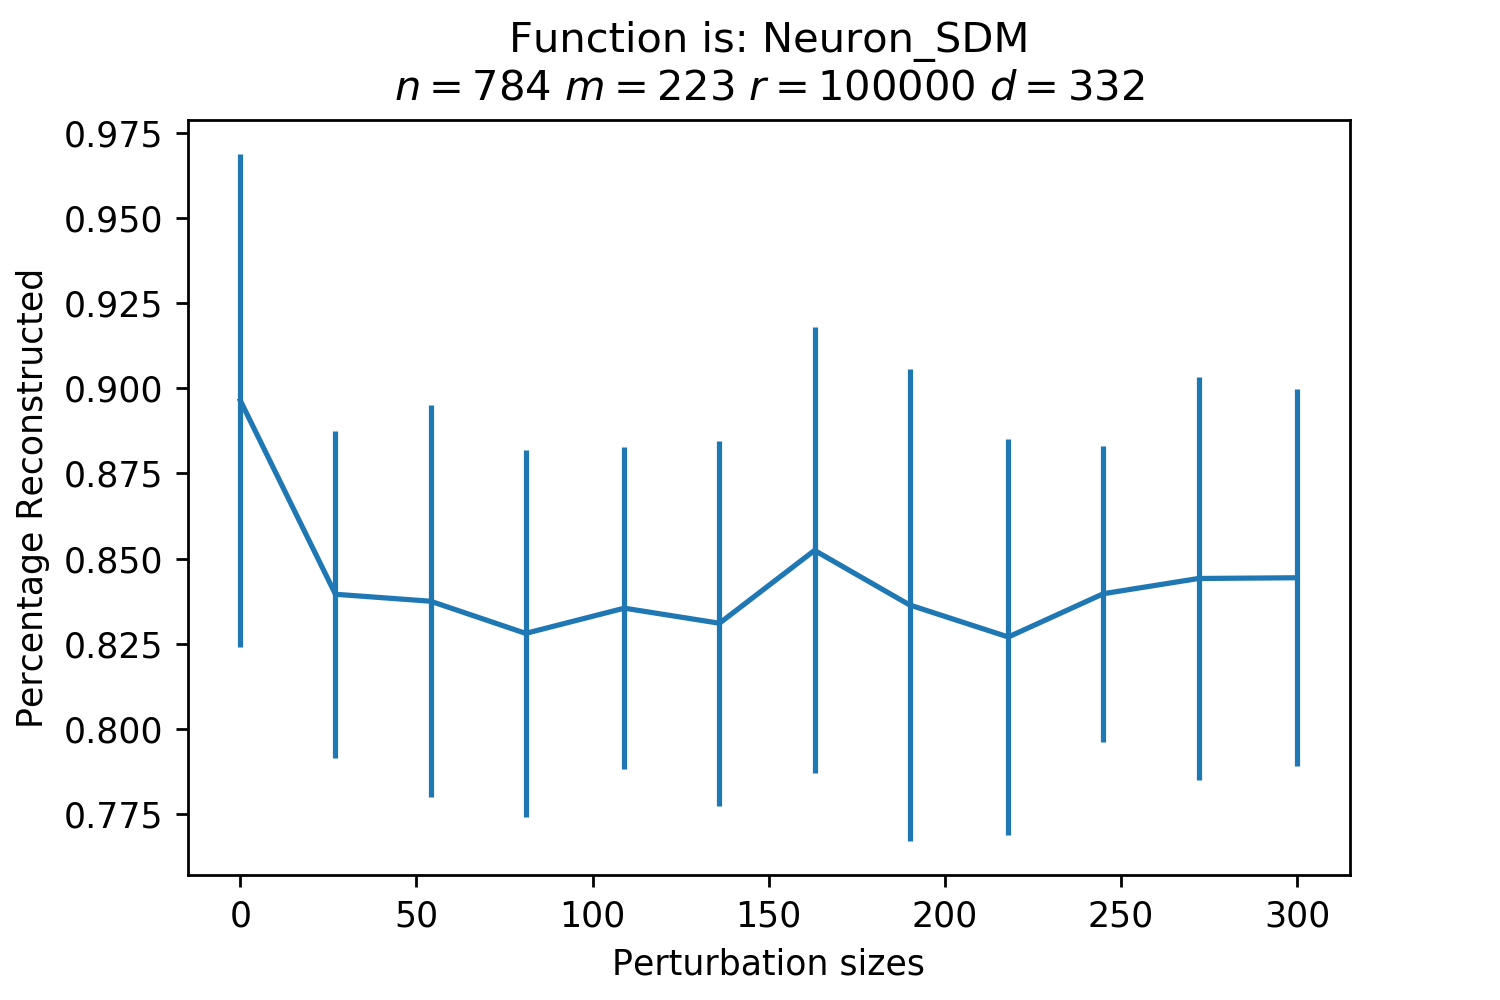 Function is: Neuron_SDM
n = 784 m = 223 r = 100000 d = 332
0.975
0.950
0.925
0.900
0.875
0.850
0.825
0.800
0.775
Percentage Reconstructed
0 50 100 150 200 250 300
Perturbation sizes